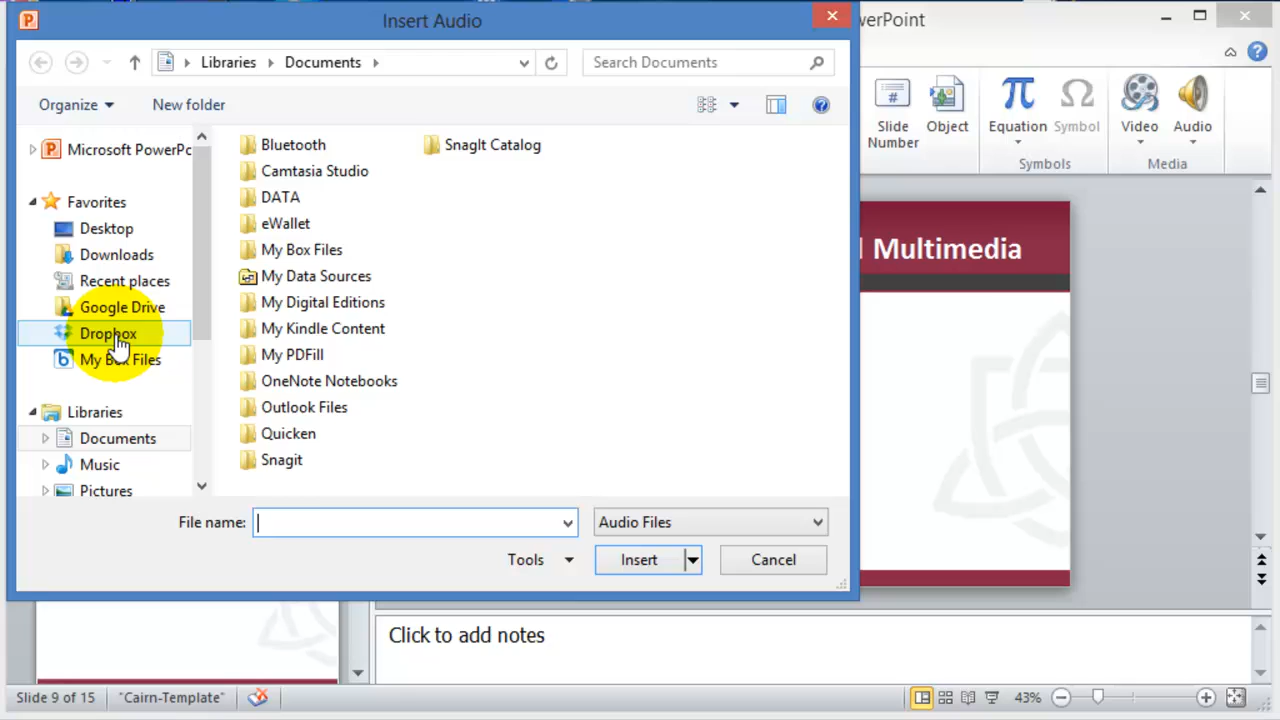 Insert Audio
werPoint
Libraries
Documents
Search Documents
Organize
New folder
Microsoft PowerPc
Favorites
Desktop
Downloads
Recent places
Google Drive
Dropbox
My Box Files
Libraries
Documents
Music
Pictures
Bluetooth
Camtasia Studio
DATA
eWallet
My Box Files
My Data Sources
My Digital Editions
My Kindle Content
My PDFill
OneNote Notebooks
Outlook Files
Quicken
Snagit
SnagIt Catalog
File name:
Audio Files
Tools
Insert
Cancel
Slide
Number
Object
Equation
Symbol
Symbols
Video
Audio
Media
Multimedia
Click to add notes
Slide 9 of 15
"Cairn-Template"
43%